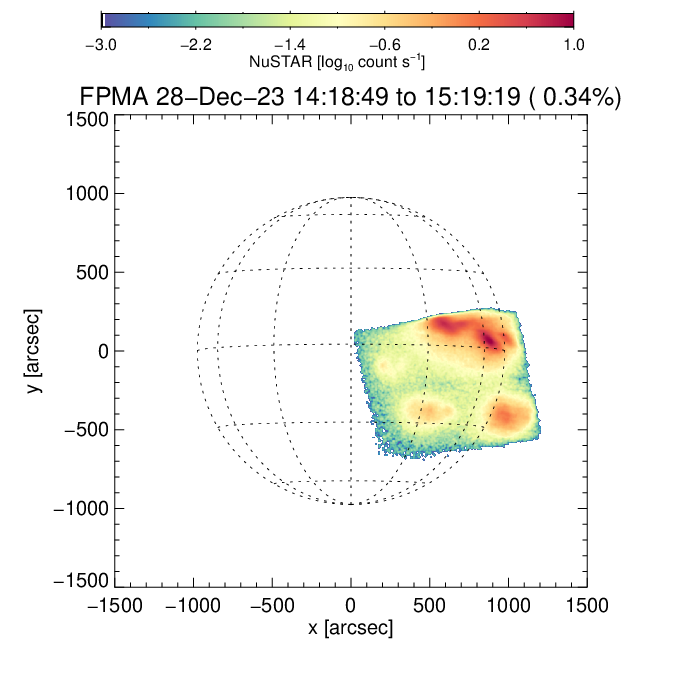 −3.0 −2.2 −1.4 −0.6 0.2 1.0
NuSTAR [log₁₀ count s⁻¹]
FPMA 28−Dec−23 14:18:49 to 15:19:19 ( 0.34%)
1500
1000
500
0
−500
−1000
−1500
y [arcsec]
−1500 −1000 −500 0 500 1000 1500
x [arcsec]